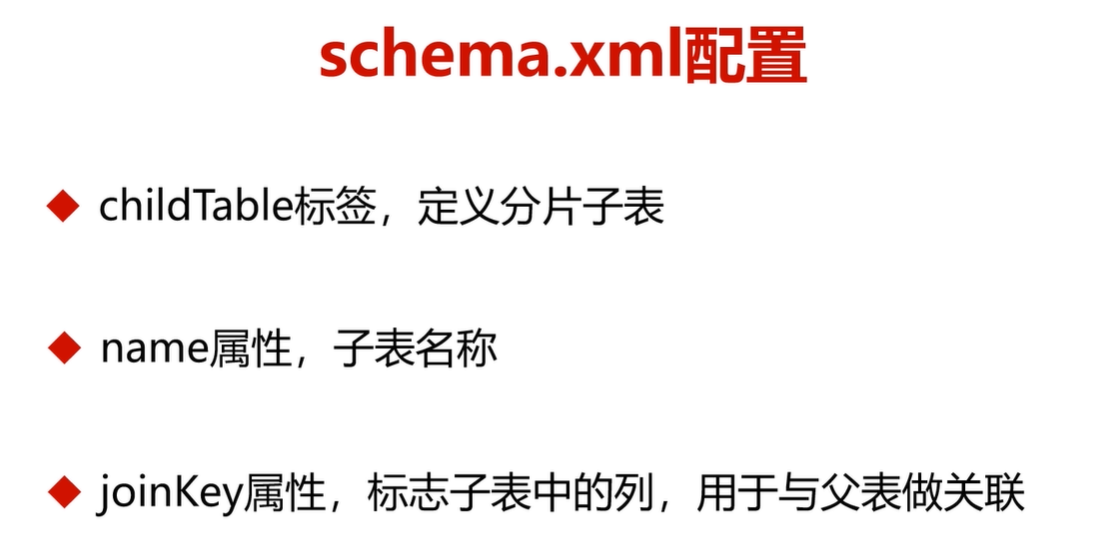 schema.xml配置
childTable标签，定义分片子表
name属性，子表名称
joinKey属性，标志子表中的列，用于与父表做关联